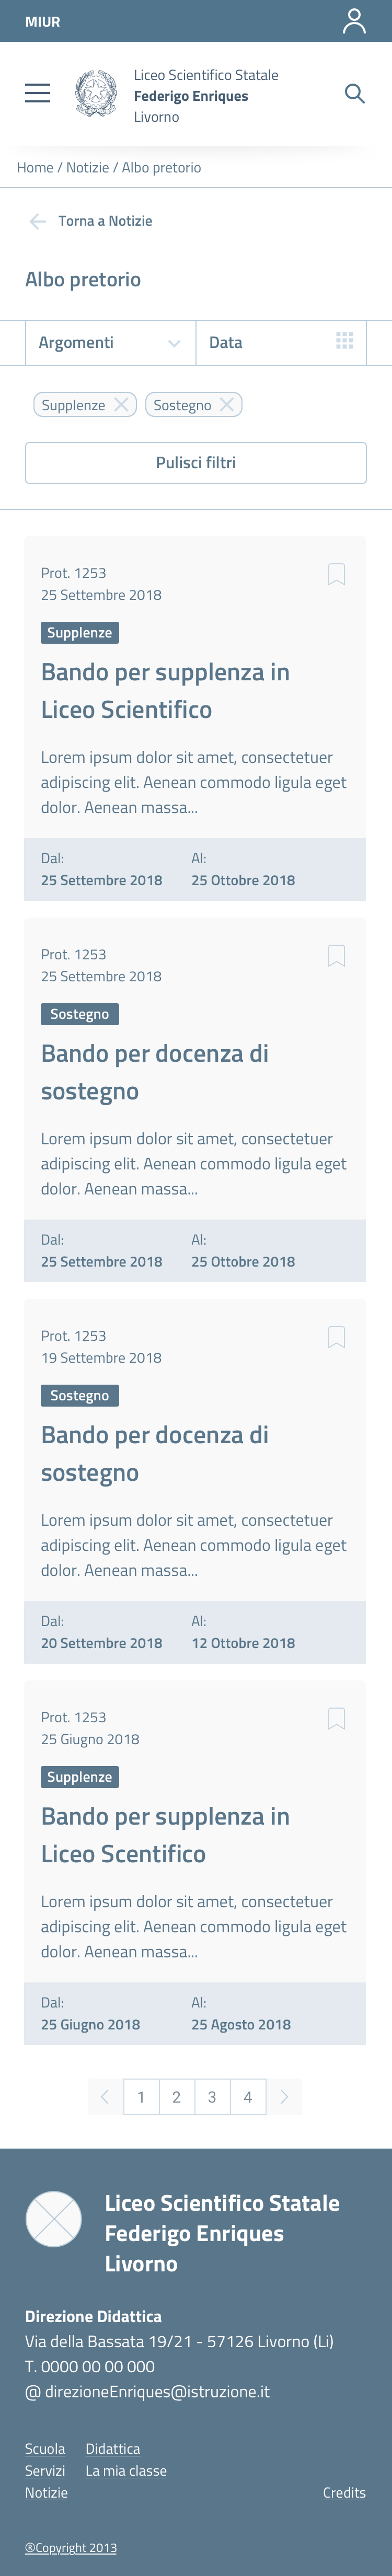 MIUR
Liceo Scientifico Statale
Federigo Enriques
Livorno
Home / Notizie / Albo pretorio
Torna a Notizie
Albo pretorio
Argomenti Data
Supplenze Sostegno
Pulisci filtri
Prot. 1253
25 Settembre 2018
Supplenze
Bando per supplenza in
Liceo Scientifico
Lorem ipsum dolor sit amet, consectetuer
adipiscing elit. Aenean commodo ligula eget
dolor. Aenean massa...
Dal: Al:
25 Settembre 2018 25 Ottobre 2018
Prot. 1253
25 Settembre 2018
Sostegno
Bando per docenza di
sostegno
Lorem ipsum dolor sit amet, consectetuer
adipiscing elit. Aenean commodo ligula eget
dolor. Aenean massa...
Dal: Al:
25 Settembre 2018 25 Ottobre 2018
Prot. 1253
19 Settembre 2018
Sostegno
Bando per docenza di
sostegno
Lorem ipsum dolor sit amet, consectetuer
adipiscing elit. Aenean commodo ligula eget
dolor. Aenean massa...
Dal: Al:
20 Settembre 2018 12 Ottobre 2018
Prot. 1253
25 Giugno 2018
Supplenze
Bando per supplenza in
Liceo Scentifico
Lorem ipsum dolor sit amet, consectetuer
adipiscing elit. Aenean commodo ligula eget
dolor. Aenean massa...
Dal: Al:
25 Giugno 2018 25 Agosto 2018
1 2 3 4
Liceo Scientifico Statale
Federigo Enriques
Livorno
Direzione Didattica
Via della Bassata 19/21 - 57126 Livorno (Li)
T. 0000 00 00 000
@ direzioneEnriques@istruzione.it
Scuola Didattica
Servizi La mia classe
Notizie Credits
®Copyright 2013